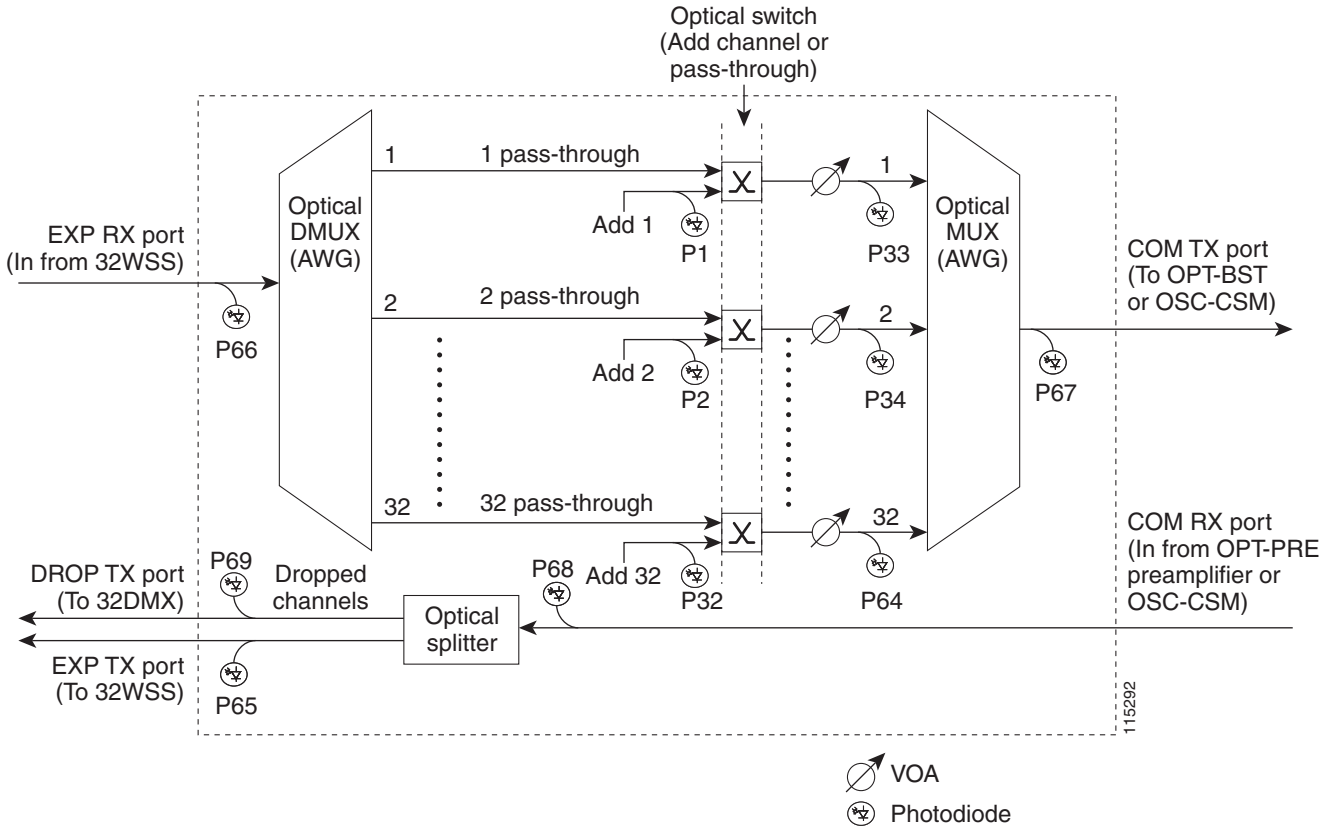 Optical switch
(Add channel or
pass-through)
1
1 pass-through
1
Optical
DMUX
(AWG)
Add 1
P1
P33
Optical
MUX
(AWG)
EXP RX port
(In from 32WSS)
P66
COM TX port
(To OPT-BST
or OSC-CSM)
2
2 pass-through
2
Add 2
P2
P34
P67
32
32 pass-through
32
Add 32
P32
P64
COM RX port
(In from OPT-PRE
preamplifier or
OSC-CSM)
P69
Dropped
channels
P68
DROP TX port
(To 32DMX)
Optical
splitter
EXP TX port
(To 32WSS)
P65
115292
VOA
Photodiode